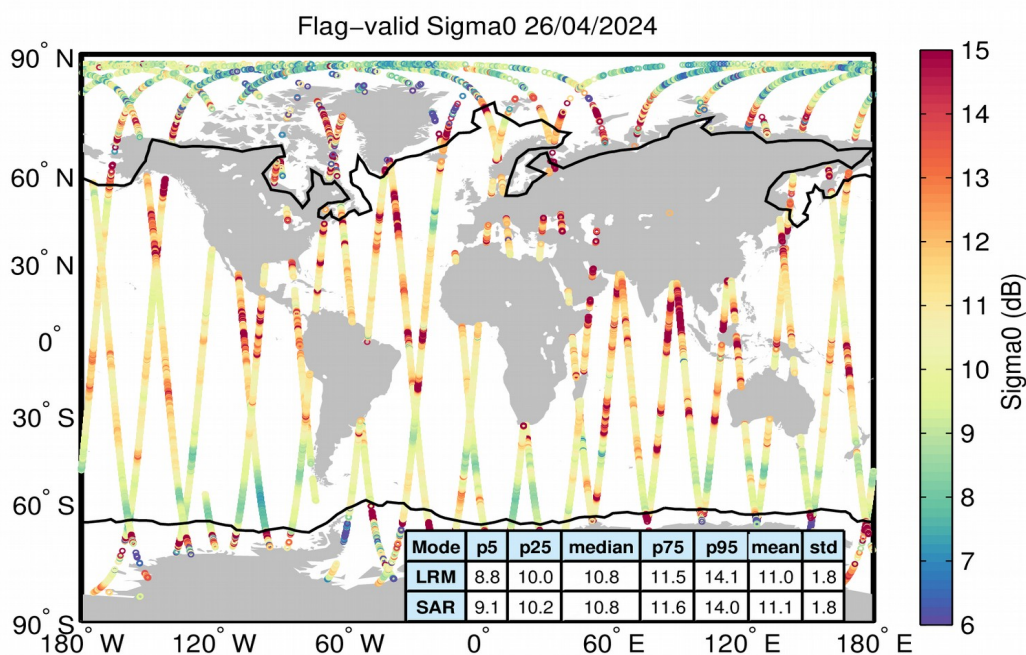 Flag−valid Sigma0 26/04/2024
90° N
60° N
30° N
0°
30° S
60° S
90° S
180° W
120° W
60° W
0°
60° E
120° E
180° E
15
14
13
12
11
10
9
8
7
6
Sigma0 (dB)
Mode p5 p25 median p75 p95 mean std
LRM 8.8 10.0 10.8 11.5 14.1 11.0 1.8
SAR 9.1 10.2 10.8 11.6 14.0 11.1 1.8